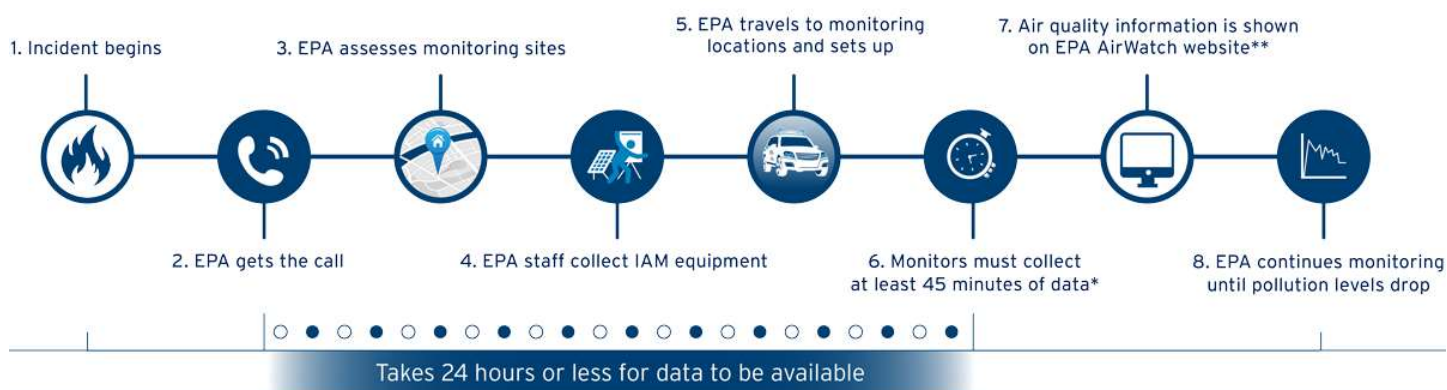 1. Incident begins
2. EPA gets the call
3. EPA assesses monitoring sites
4. EPA staff collect IAM equipment
5. EPA travels to monitoring
locations and sets up
6. Monitors must collect
at least 45 minutes of data*
7. Air quality information is shown
on EPA AirWatch website**
8. EPA continues monitoring
until pollution levels drop
Takes 24 hours or less for data to be available